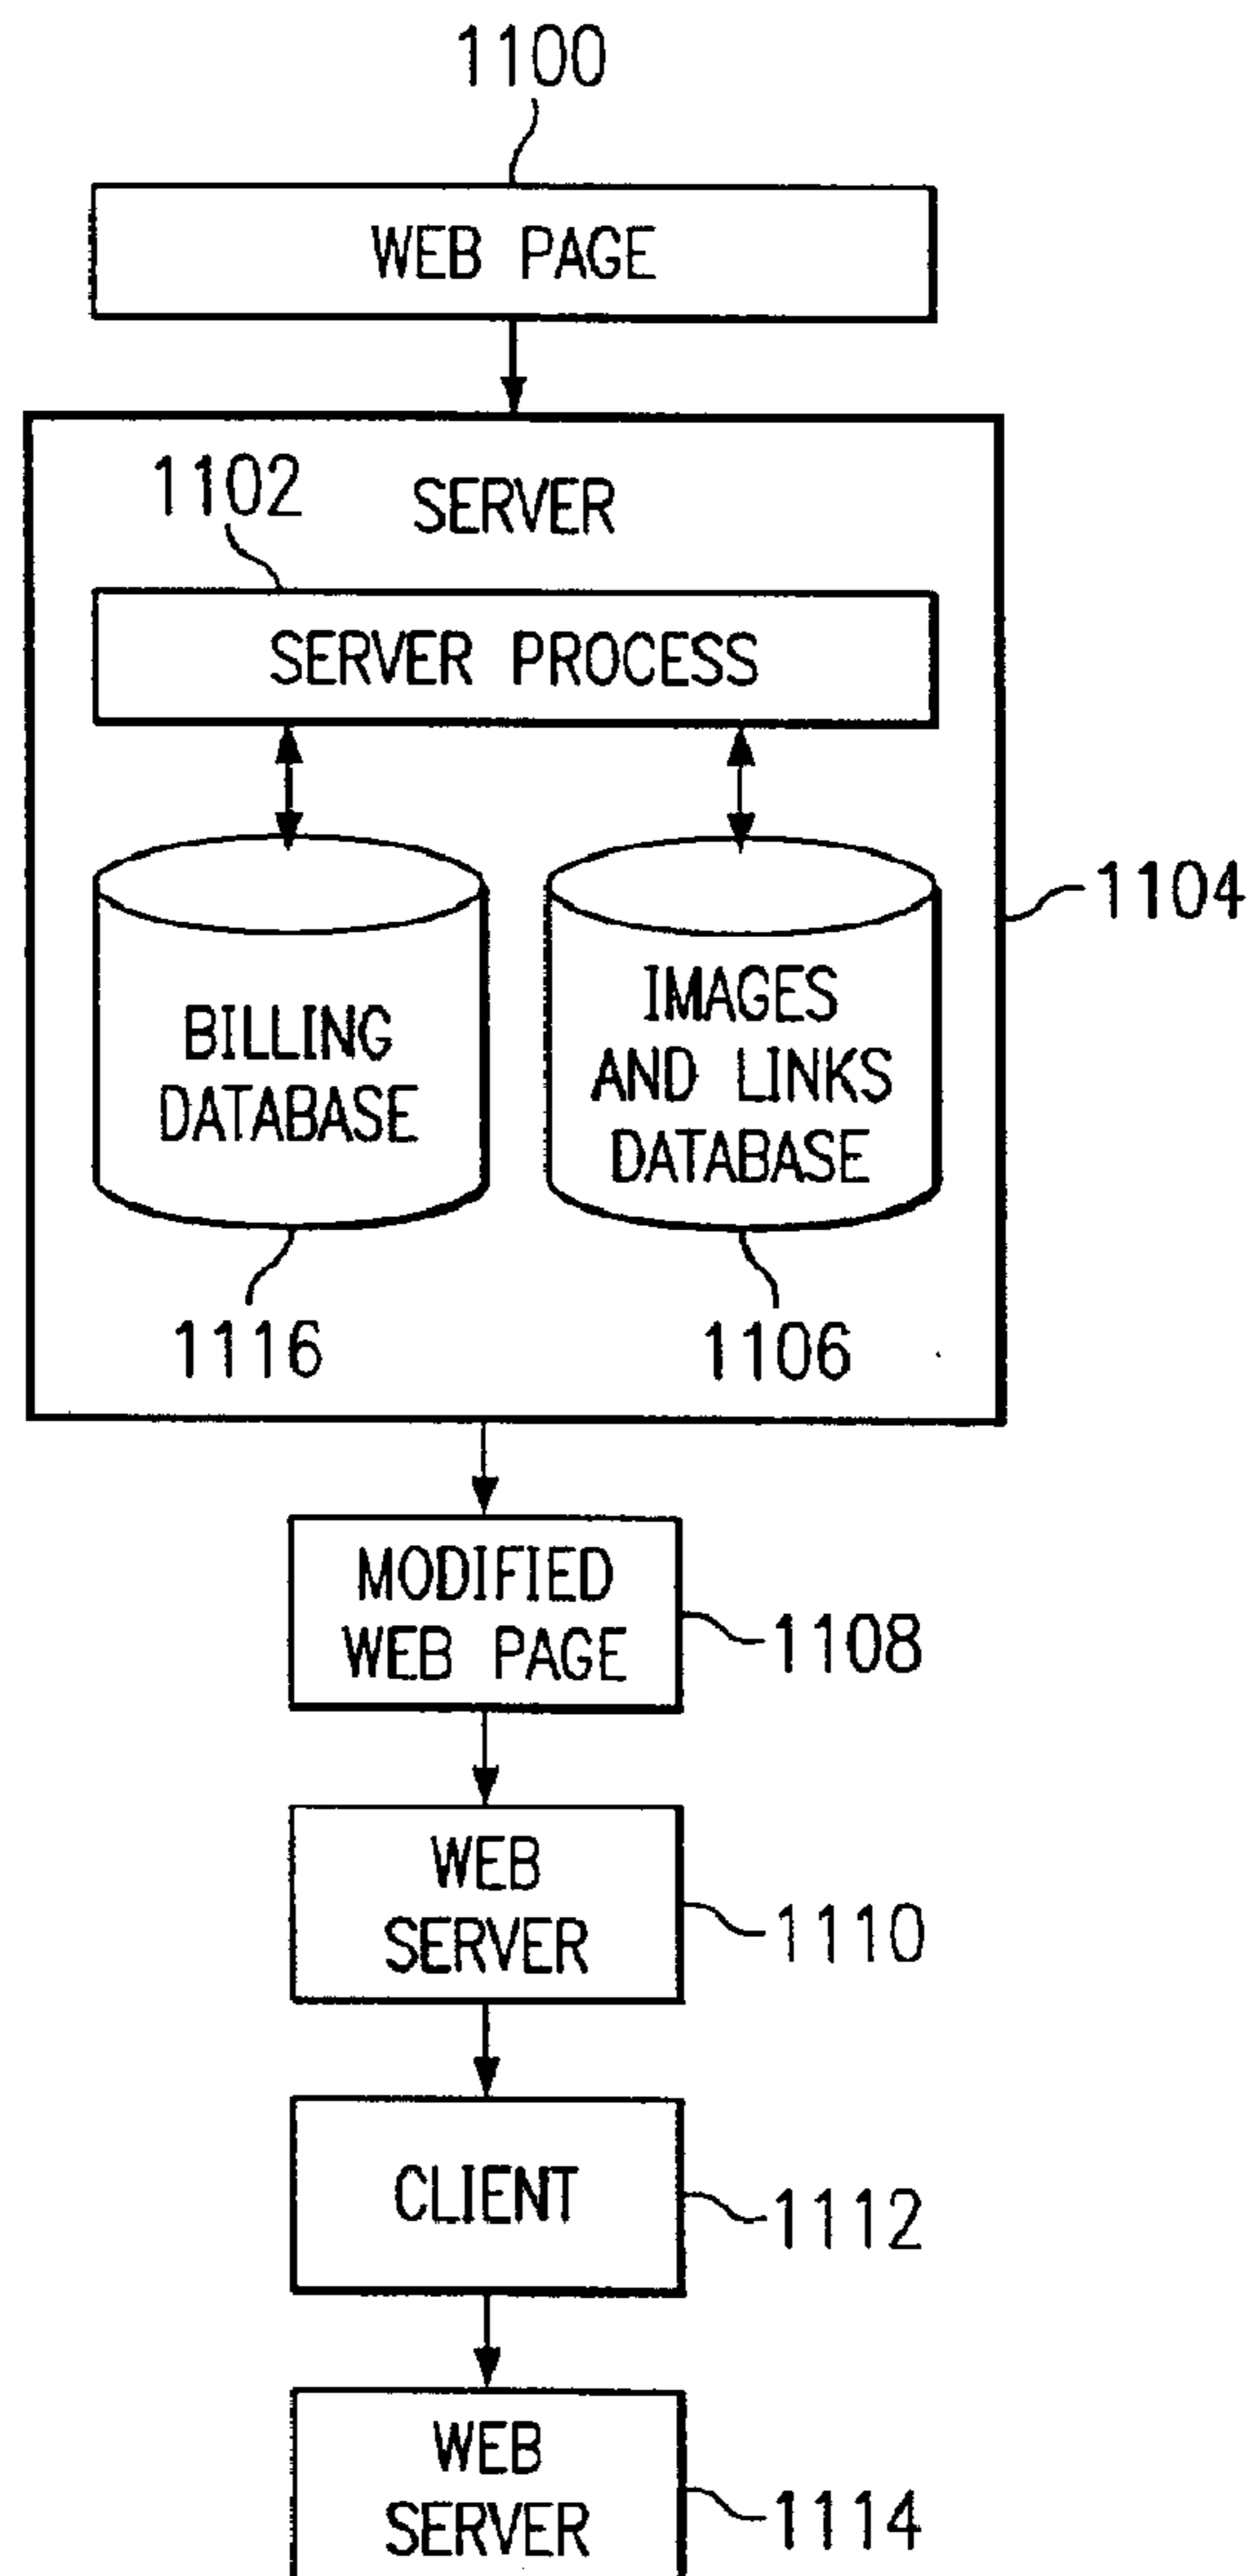 1100
WEB PAGE
1102
SERVER
SERVER PROCESS
1104
BILLING
DATABASE
IMAGES
AND LINKS
DATABASE
1116
1106
MODIFIED
WEB PAGE
1108
WEB
SERVER
1110
CLIENT
1112
WEB
SERVER
1114